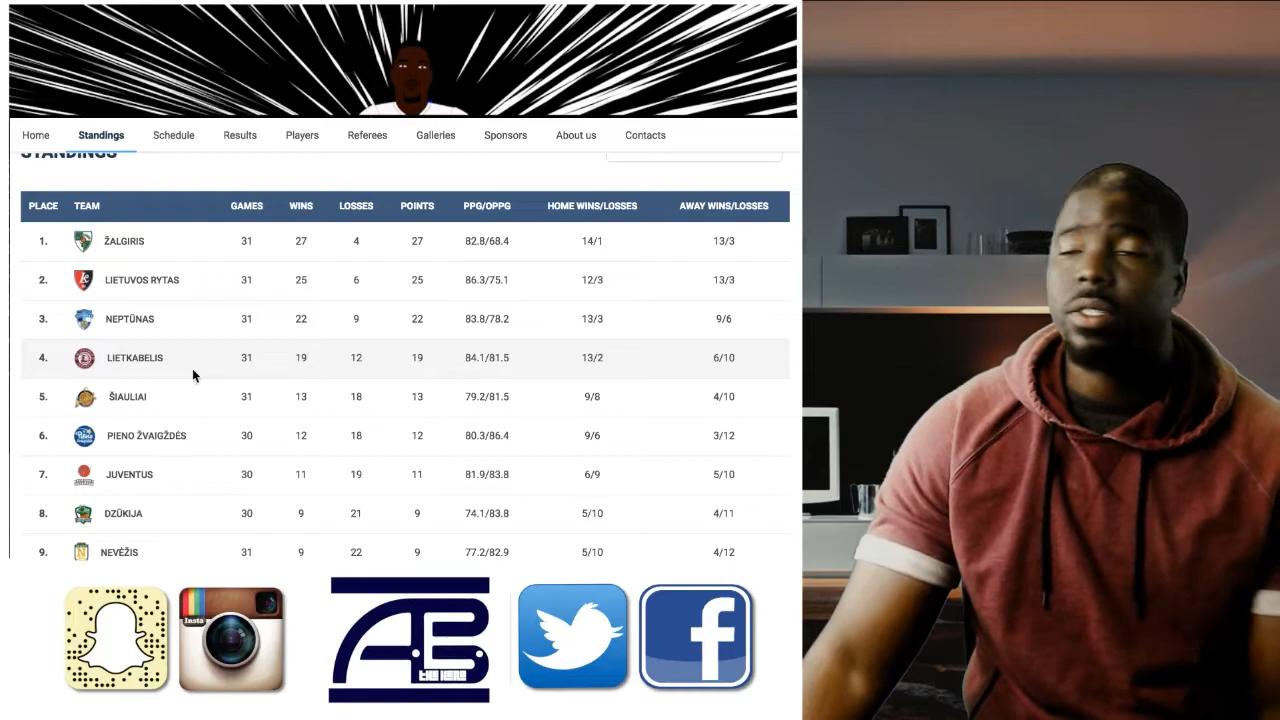 Home Standings Schedule Results Players Referees Galleries Sponsors About us Contacts
STANDINGS
PLACE TEAM GAMES WINS LOSSES POINTS PPG/OPPG HOME WINS/LOSSES AWAY WINS/LOSSES
1. ŽALGIRIS 31 27 4 27 82.8/68.4 14/1 13/3
2. LIETUVOS RYTAS 31 25 6 25 86.3/75.1 12/3 13/3
3. NEPTŪNAS 31 22 9 22 83.8/78.2 13/3 9/6
4. LIETKABELIS 31 19 12 19 84.1/81.5 13/2 6/10
5. ŠIAULIAI 31 13 18 13 79.2/81.5 9/8 4/10
6. PIENO ŽVAIGŽDĖS 30 12 18 12 80.3/86.4 9/6 3/12
7. JUVENTUS 30 11 19 11 81.9/83.8 6/9 5/10
8. DZŪKIJA 30 9 21 9 74.1/83.8 5/10 4/11
9. NEVĖŽIS 31 9 22 9 77.2/82.9 5/10 4/12
Insta
AB
f